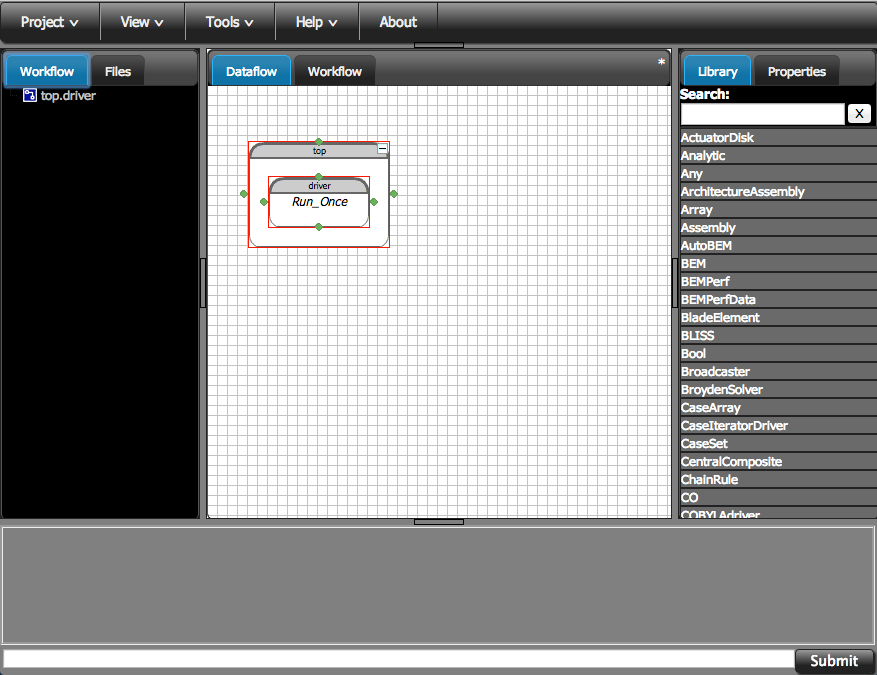 Project View Tools Help About
Workflow Files
top.driver
Dataflow Workflow *
top
driver
Run_Once
Library Properties
Search:
X
ActuatorDisk
Analytic
Any
ArchitectureAssembly
Array
Assembly
AutoBEM
BEM
BEMPerf
BEMPerfData
BladeElement
BLISS
Bool
Broadcaster
BroydenSolver
CaseArray
CaseIteratorDriver
CaseSet
CentralComposite
ChainRule
CO
COBYLAdriver
Submit